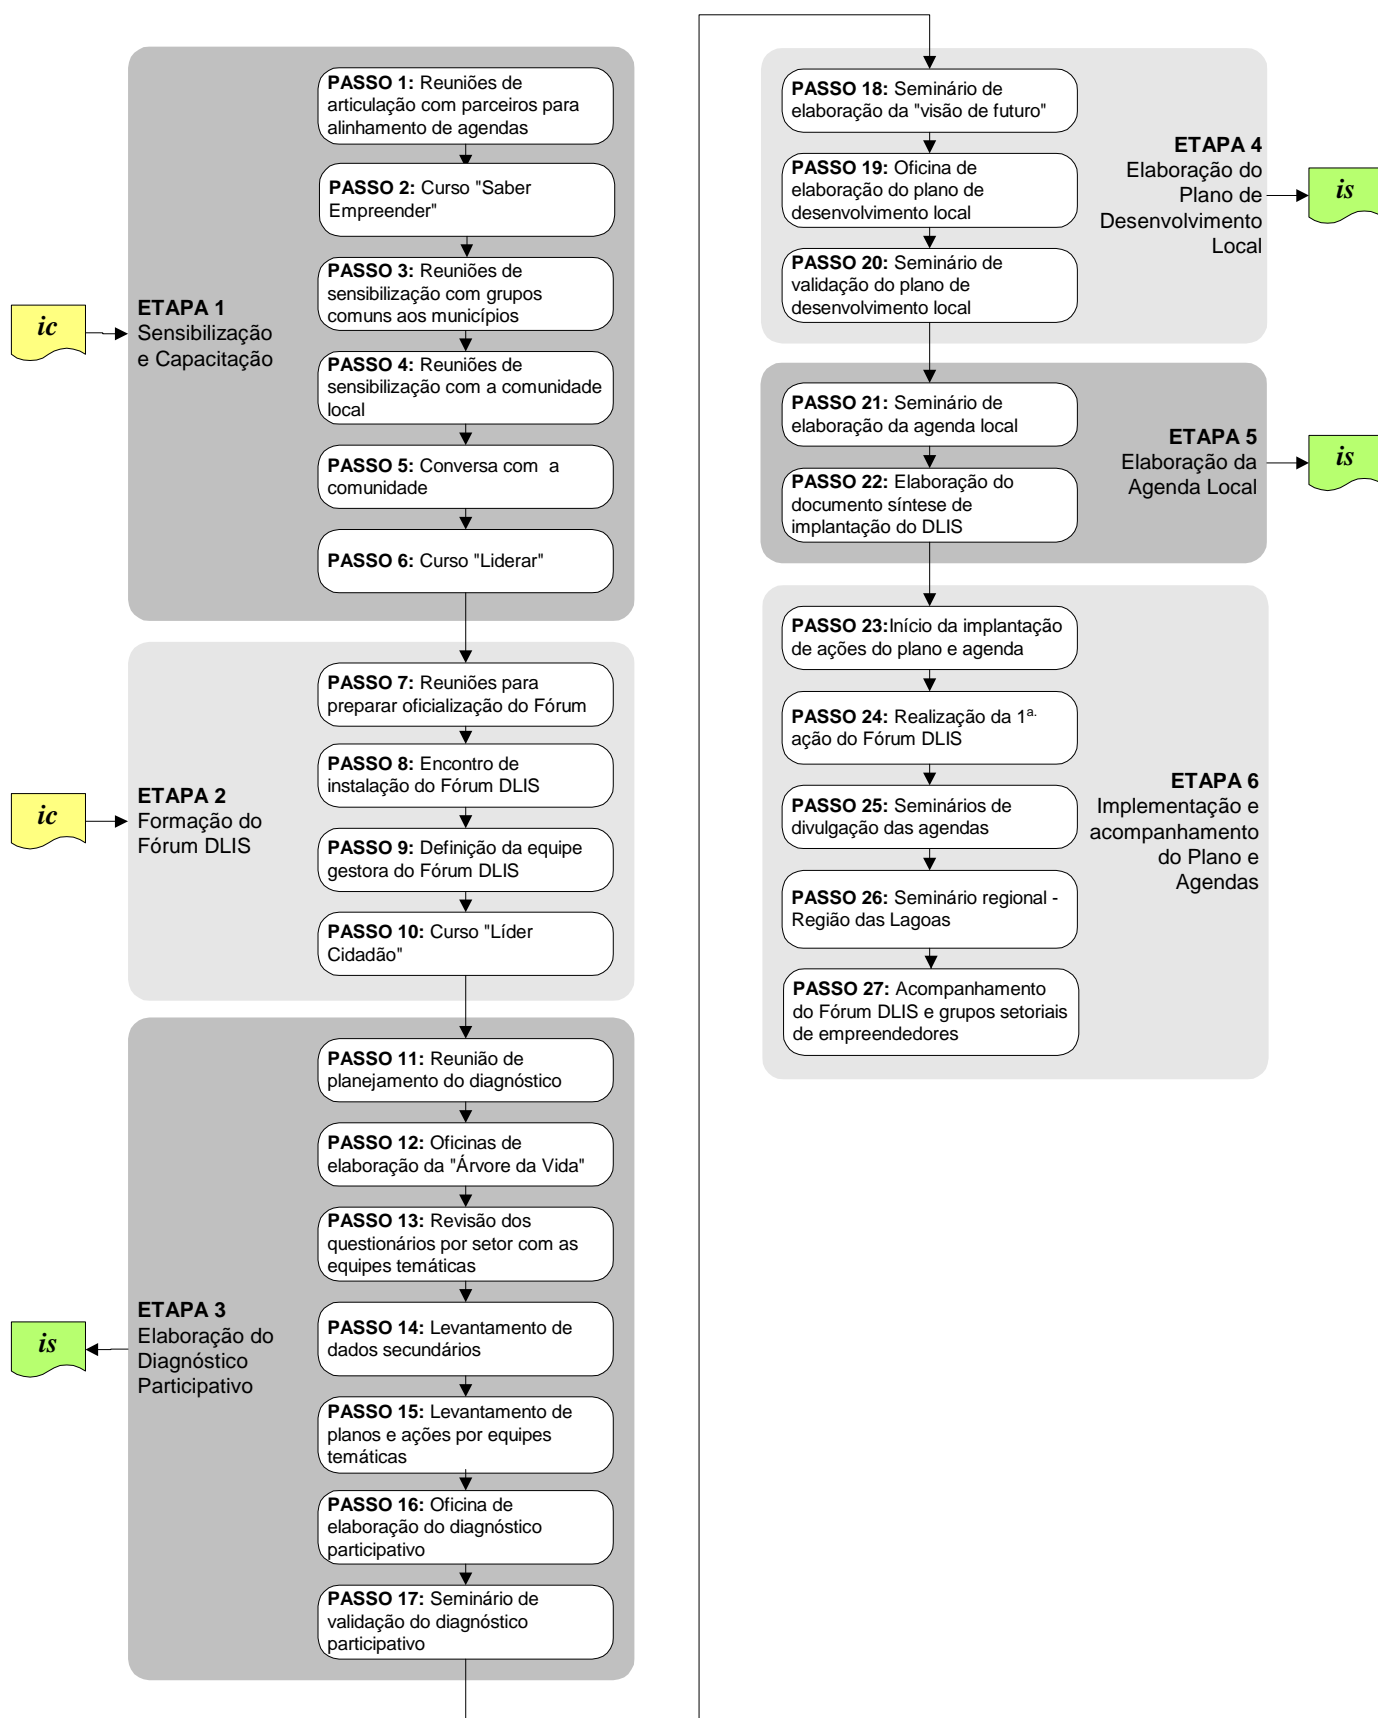 PASSO 1: Reuniões de
articulação com parceiros para
alinhamento de agendas
PASSO 2: Curso "Saber
Empreender"
PASSO 3: Reuniões de
sensibilização com grupos
comuns aos municípios
ic
ETAPA 1
Sensibilização
e Capacitação
PASSO 4: Reuniões de
sensibilização com a comunidade
local
PASSO 5: Conversa com  a
comunidade
PASSO 6: Curso "Liderar"
PASSO 7: Reuniões para
preparar oficialização do Fórum
PASSO 8: Encontro de
instalação do Fórum DLIS
ic
ETAPA 2
Formação do
Fórum DLIS
PASSO 9: Definição da equipe
gestora do Fórum DLIS
PASSO 10: Curso "Líder
Cidadão"
PASSO 11: Reunião de
planejamento do diagnóstico
PASSO 12: Oficinas de
elaboração da "Árvore da Vida"
PASSO 13: Revisão dos
questionários por setor com as
equipes temáticas
is
ETAPA 3
Elaboração do
Diagnóstico
Participativo
PASSO 14: Levantamento de
dados secundários
PASSO 15: Levantamento de
planos e ações por equipes
temáticas
PASSO 16: Oficina de
elaboração do diagnóstico
participativo
PASSO 17: Seminário de
validação do diagnóstico
participativo
PASSO 18: Seminário de
elaboração da "visão de futuro"
PASSO 19: Oficina de
elaboração do plano de
desenvolvimento local
PASSO 20: Seminário de
validação do plano de
desenvolvimento local
ETAPA 4
Elaboração do
Plano de
Desenvolvimento
Local
is
PASSO 21: Seminário de
elaboração da agenda local
PASSO 22: Elaboração do
documento síntese de
implantação do DLIS
ETAPA 5
Elaboração da
Agenda Local
is
PASSO 23:Início da implantação
de ações do plano e agenda
PASSO 24: Realização da 1ª·
ação do Fórum DLIS
PASSO 25: Seminários de
divulgação das agendas
PASSO 26: Seminário regional -
Região das Lagoas
PASSO 27: Acompanhamento
do Fórum DLIS e grupos setoriais
de empreendedores
ETAPA 6
Implementação e
acompanhamento
do Plano e
Agendas